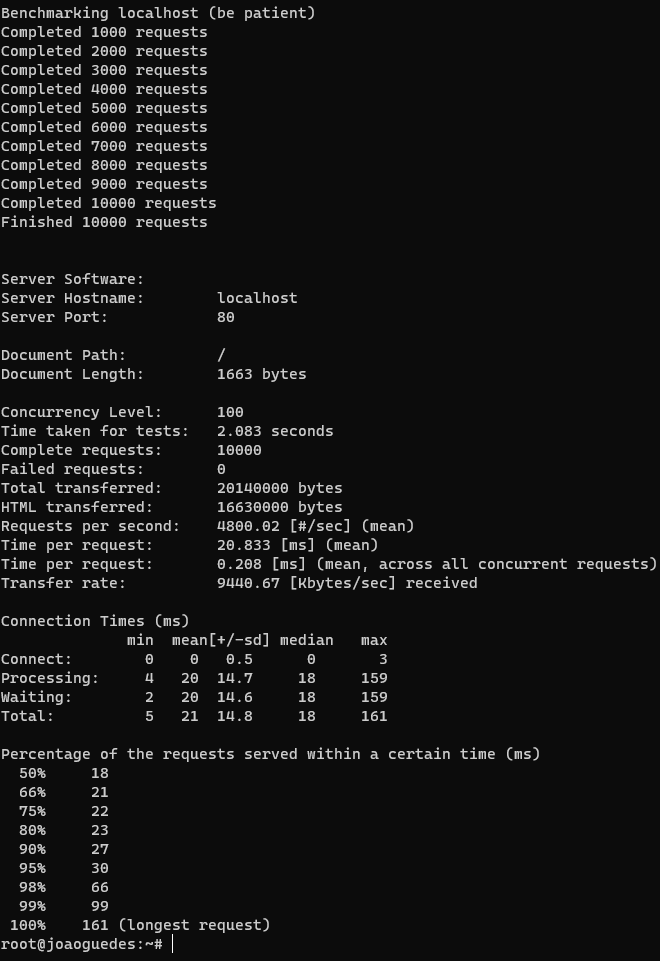 Benchmarking localhost (be patient)
Completed 1000 requests
Completed 2000 requests
Completed 3000 requests
Completed 4000 requests
Completed 5000 requests
Completed 6000 requests
Completed 7000 requests
Completed 8000 requests
Completed 9000 requests
Completed 10000 requests
Finished 10000 requests


Server Software:
Server Hostname:        localhost
Server Port:            80

Document Path:          /
Document Length:        1663 bytes

Concurrency Level:      100
Time taken for tests:   2.083 seconds
Complete requests:      10000
Failed requests:        0
Total transferred:      20140000 bytes
HTML transferred:       16630000 bytes
Requests per second:    4800.02 [#/sec] (mean)
Time per request:       20.833 [ms] (mean)
Time per request:       0.208 [ms] (mean, across all concurrent requests)
Transfer rate:          9440.67 [Kbytes/sec] received

Connection Times (ms)
              min  mean[+/-sd] median   max
Connect:        0    0   0.5      0       3
Processing:     4   20  14.7     18     159
Waiting:        2   20  14.6     18     159
Total:          5   21  14.8     18     161

Percentage of the requests served within a certain time (ms)
  50%     18
  66%     21
  75%     22
  80%     23
  90%     27
  95%     30
  98%     66
  99%     99
 100%    161 (longest request)
root@joaoguedes:~#